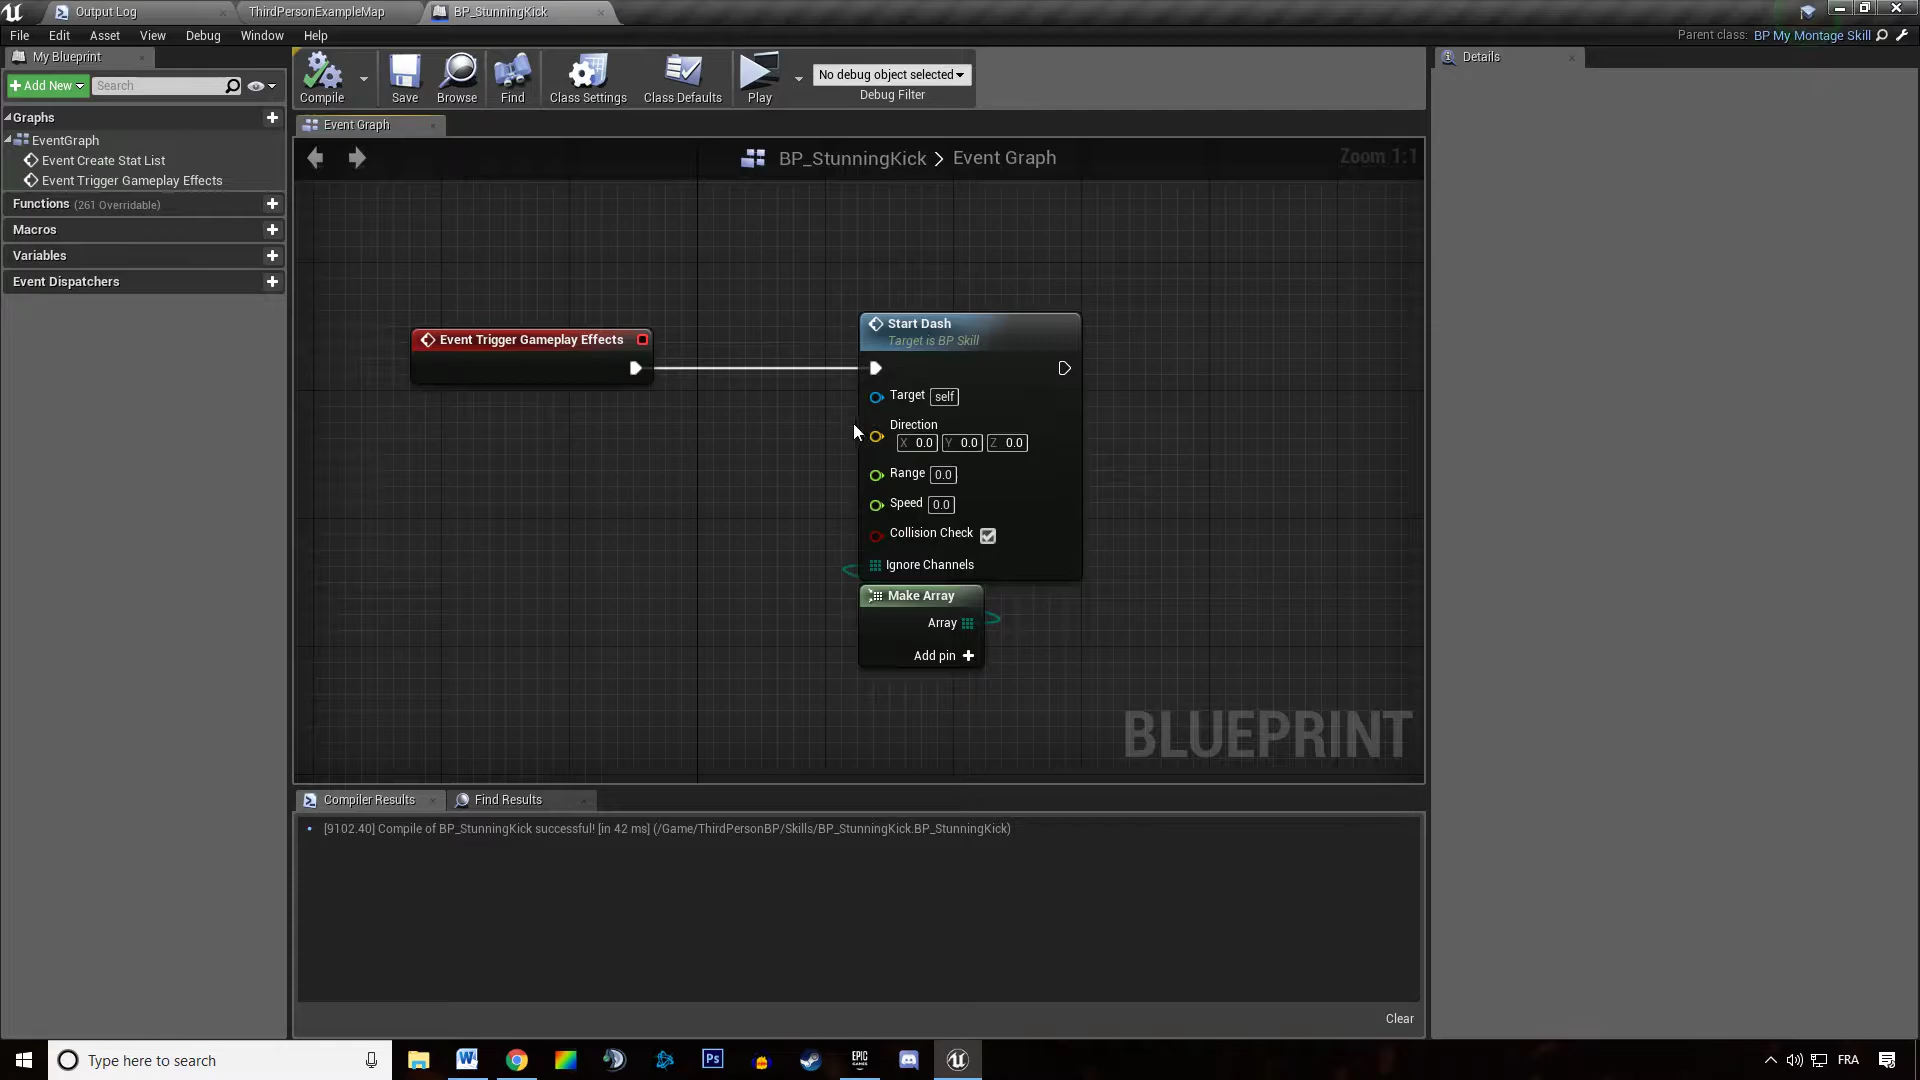 Output Log
ThirdPersonExampleMap
BP_StunningKick
File Edit Asset View Debug Window Help
Parent class: BP My Montage Skill
My Blueprint
Add New
Search
Compile
Save
Browse
Find
Class Settings
Class Defaults
Play
No debug object selected
Debug Filter
Details
Graphs
EventGraph
Event Create Stat List
Event Trigger Gameplay Effects
Functions (261 Overridable)
Macros
Variables
Event Dispatchers
Event Graph
BP_StunningKick > Event Graph
Zoom 1:1
Event Trigger Gameplay Effects
Start Dash
Target is BP Skill
Target self
Direction
X 0.0 Y 0.0 Z 0.0
Range 0.0
Speed 0.0
Collision Check
Ignore Channels
Make Array
Array
Add pin
BLUEPRINT
Compiler Results
Find Results
[9102.40] Compile of BP_StunningKick successful! [in 42 ms] (/Game/ThirdPersonBP/Skills/BP_StunningKick.BP_StunningKick)
Clear
Type here to search
W
Ps
EPIC
GAMES
FRA